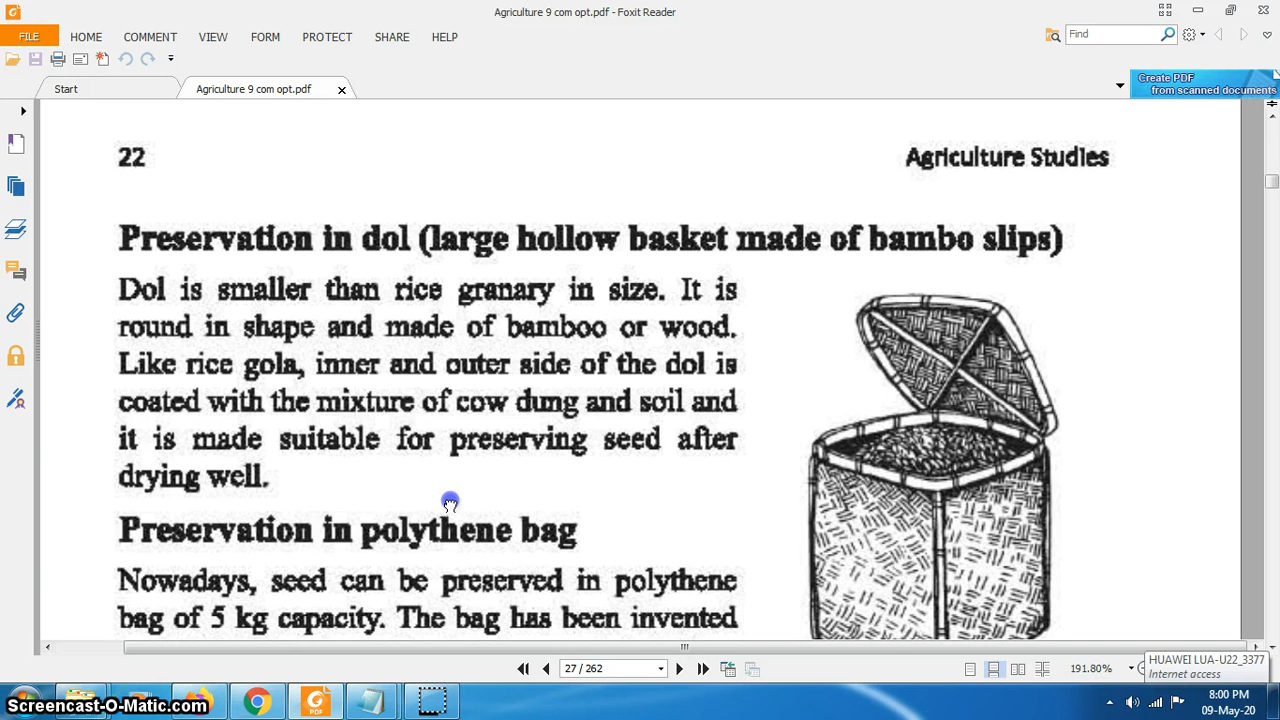 Agriculture 9 com opt.pdf - Foxit Reader
FILE HOME COMMENT VIEW FORM PROTECT SHARE HELP
Find
Start
Agriculture 9 com opt.pdf
Create PDF
from scanned documents
22
Agriculture Studies
Preservation in dol (large hollow basket made of bambo slips)
Dol is smaller than rice granary in size. It is
round in shape and made of bamboo or wood.
Like rice gola, inner and outer side of the dol is
coated with the mixture of cow dung and soil and
it is made suitable for preserving seed after
drying well.
Preservation in polythene bag
Nowadays, seed can be preserved in polythene
bag of 5 kg capacity. The bag has been invented
27 / 262
191.80%
HUAWEI LUA-U22_3377
Internet access
Screencast-O-Matic.com
PDF
8:00 PM
09-May-20